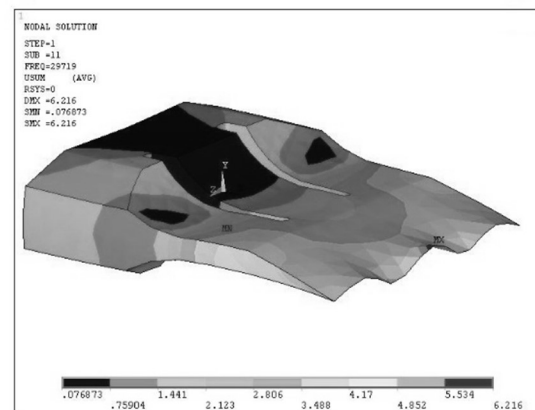 1
NODAL SOLUTION
STEP=1
SUB =11
FREQ=29719
USUM (AVG)
RSYS=0
DMX =6.216
SMN =.076873
SMX =6.216
Y
Z
MN
MX
.076873 1.441 2.806 4.17 5.534
.75904 2.123 3.488 4.852 6.216